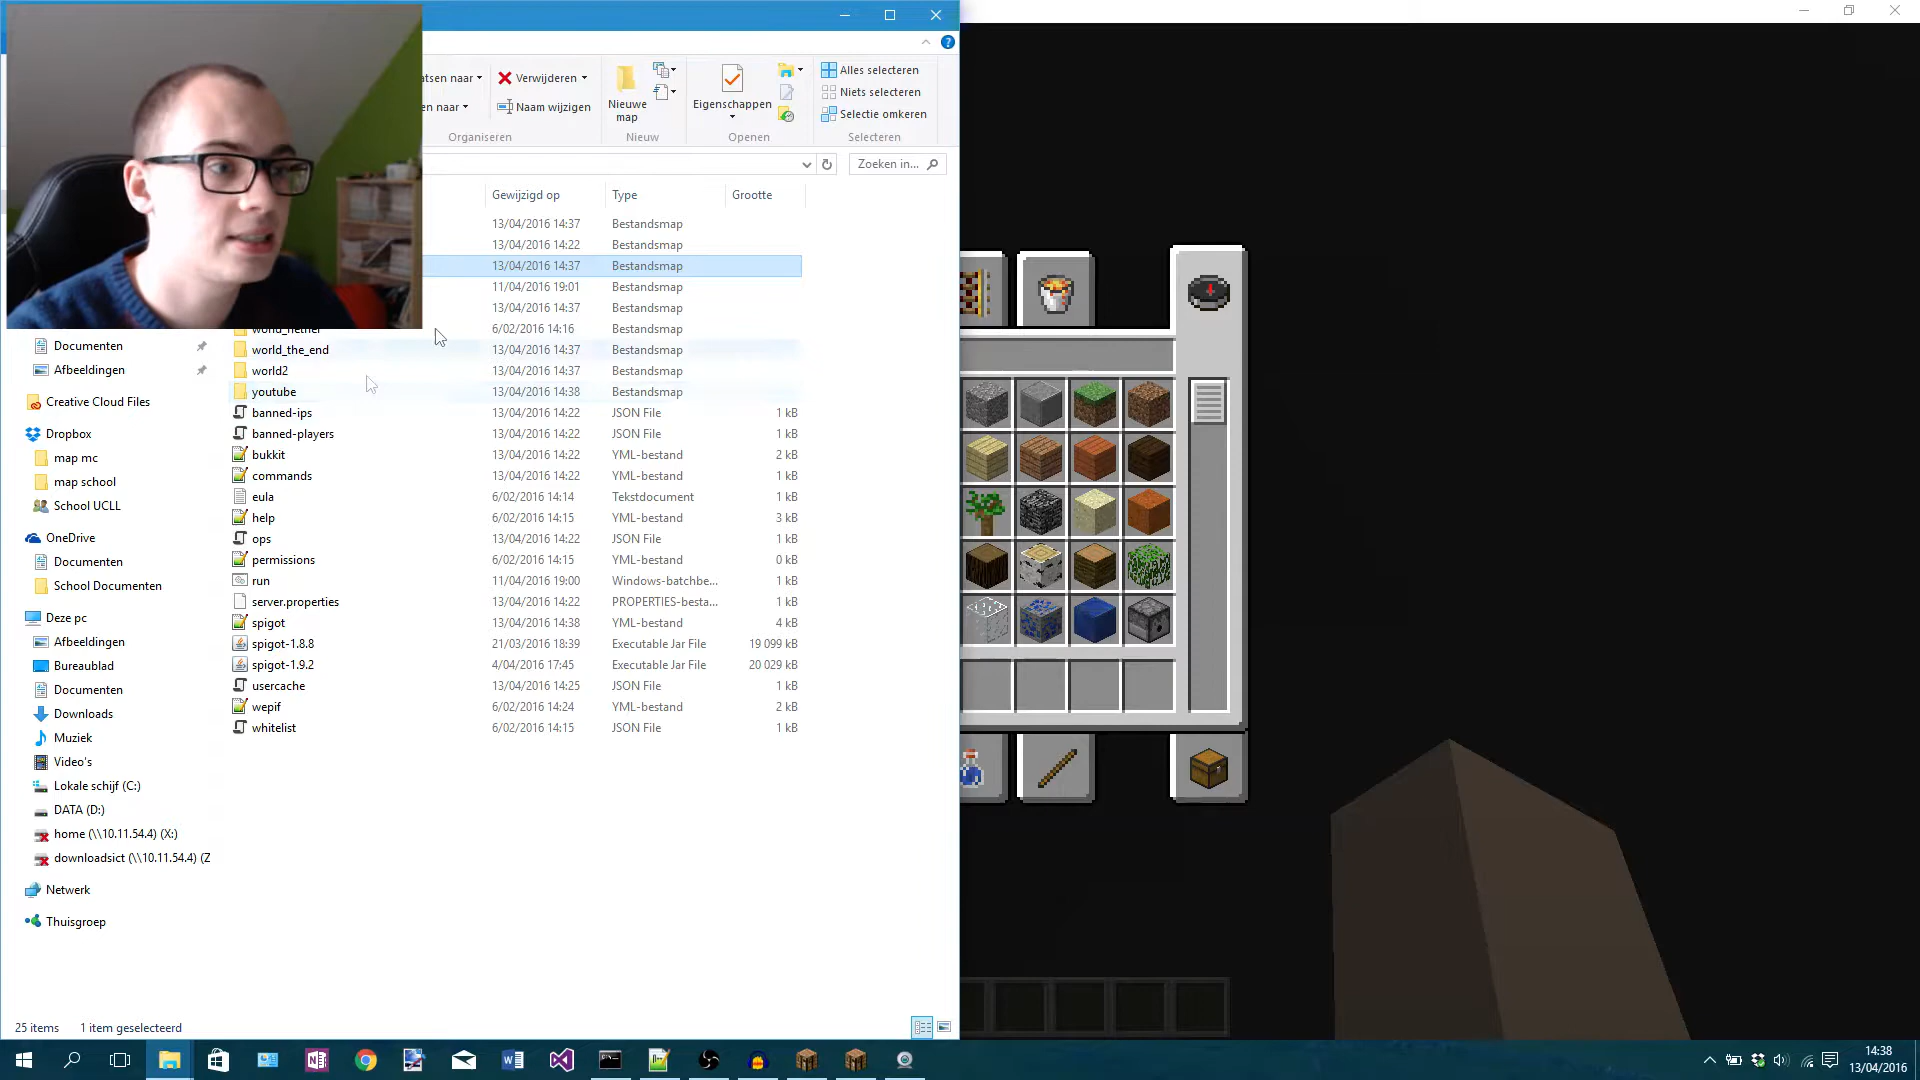 atsen naar
Verwijderen
en naar
Naam wijzigen
Nieuwe
map
Eigenschappen
Alles selecteren
Niets selecteren
Selectie omkeren
Organiseren
Nieuw
Openen
Selecteren
Zoeken in...
Gewijzigd op
Type
Grootte
13/04/2016 14:37 Bestandsmap
13/04/2016 14:22 Bestandsmap
13/04/2016 14:37 Bestandsmap
11/04/2016 19:01 Bestandsmap
13/04/2016 14:37 Bestandsmap
world_nether 6/02/2016 14:16 Bestandsmap
world_the_end 13/04/2016 14:37 Bestandsmap
world2 13/04/2016 14:37 Bestandsmap
youtube 13/04/2016 14:38 Bestandsmap
banned-ips 13/04/2016 14:22 JSON File 1 kB
banned-players 13/04/2016 14:22 JSON File 1 kB
bukkit 13/04/2016 14:22 YML-bestand 2 kB
commands 13/04/2016 14:22 YML-bestand 1 kB
eula 6/02/2016 14:14 Tekstdocument 1 kB
help 6/02/2016 14:15 YML-bestand 3 kB
ops 13/04/2016 14:22 JSON File 1 kB
permissions 6/02/2016 14:15 YML-bestand 0 kB
run 11/04/2016 19:00 Windows-batchbe... 1 kB
server.properties 13/04/2016 14:22 PROPERTIES-besta... 1 kB
spigot 13/04/2016 14:38 YML-bestand 4 kB
spigot-1.8.8 21/03/2016 18:39 Executable Jar File 19 099 kB
spigot-1.9.2 4/04/2016 17:45 Executable Jar File 20 029 kB
usercache 13/04/2016 14:25 JSON File 1 kB
wepif 6/02/2016 14:24 YML-bestand 2 kB
whitelist 6/02/2016 14:15 JSON File 1 kB
Documenten
Afbeeldingen
Creative Cloud Files
Dropbox
map mc
map school
School UCLL
OneDrive
Documenten
School Documenten
Deze pc
Afbeeldingen
Bureaublad
Documenten
Downloads
Muziek
Video's
Lokale schijf (C:)
DATA (D:)
home (\\10.11.54.4) (X:)
downloadsict (\\10.11.54.4) (Z
Netwerk
Thuisgroep
25 items 1 item geselecteerd
14:38
13/04/2016